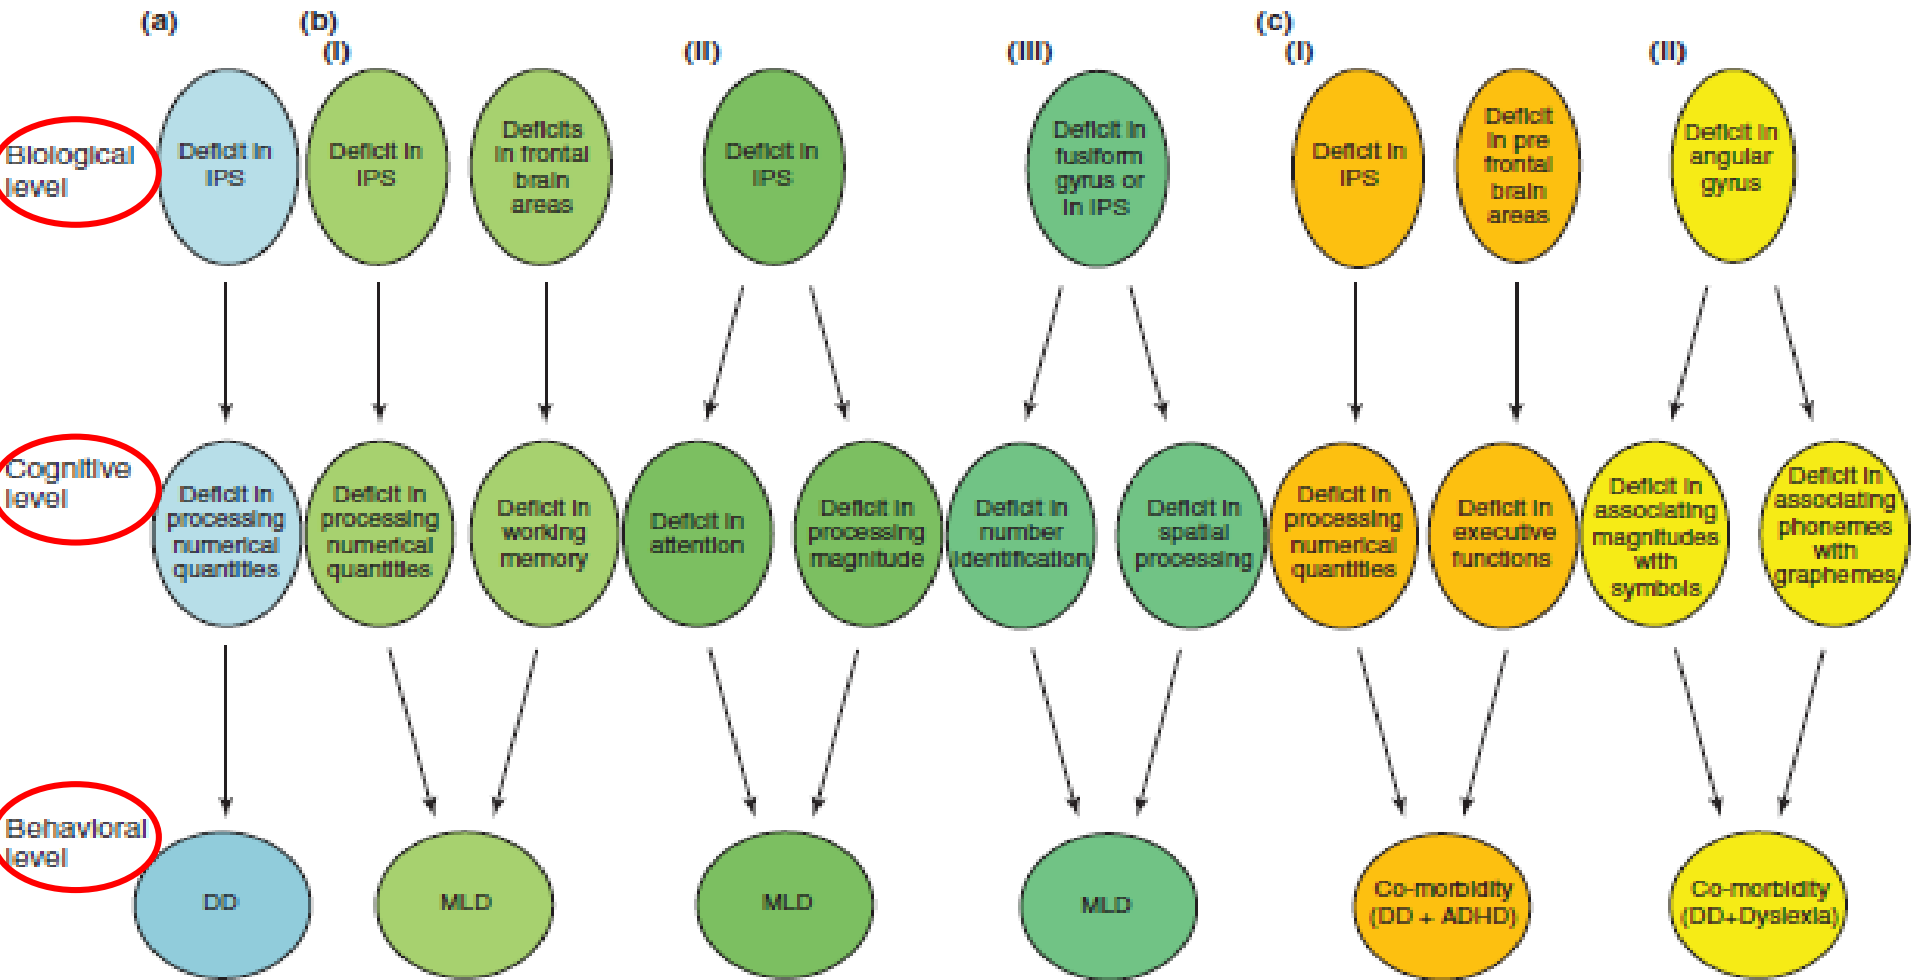 (a)
(b)
(c)
(I)
(II)
(III)
(I)
(II)
Biological
level
Deficit in
IPS
Deficit in
IPS
Deficits
in frontal
brain
areas
Deficit in
IPS
Deficit in
fusiform
gyrus or
in IPS
Deficit in
IPS
Deficit
in pre
frontal
brain
areas
Deficit in
angular
gyrus
Cognitive
level
Deficit in
processing
numerical
quantities
Deficit in
processing
numerical
quantities
Deficit in
working
memory
Deficit in
attention
Deficit in
processing
magnitude
Deficit in
number
identification
Deficit in
spatial
processing
Deficit in
processing
numerical
quantities
Deficit in
executive
functions
Deficit in
associating
magnitudes
with
symbols
Deficit in
associating
phonemes
with
graphemes
Behavioral
level
DD
MLD
MLD
MLD
Co-morbidity
(DD + ADHD)
Co-morbidity
(DD+Dyslexia)